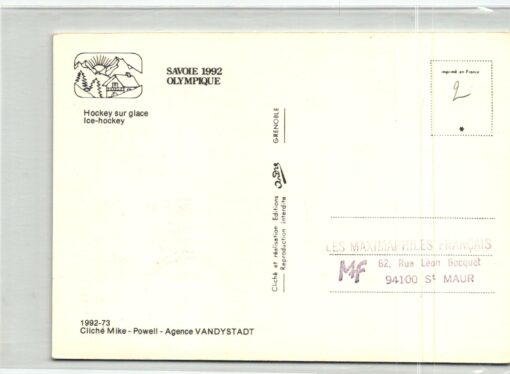 SAVOIE 1992
OLYMPIQUE
Hockey sur glace
Ice-hockey
imprimé en France
2
GRENOBLE
Cliché et réalisation Editions André
Reproduction interdite
LES MAXIMAPHILES FRANÇAIS
MF
62, Rue Léon Bocquet
94100 St MAUR
1992-73
Cliché Mike - Powell - Agence VANDYSTADT